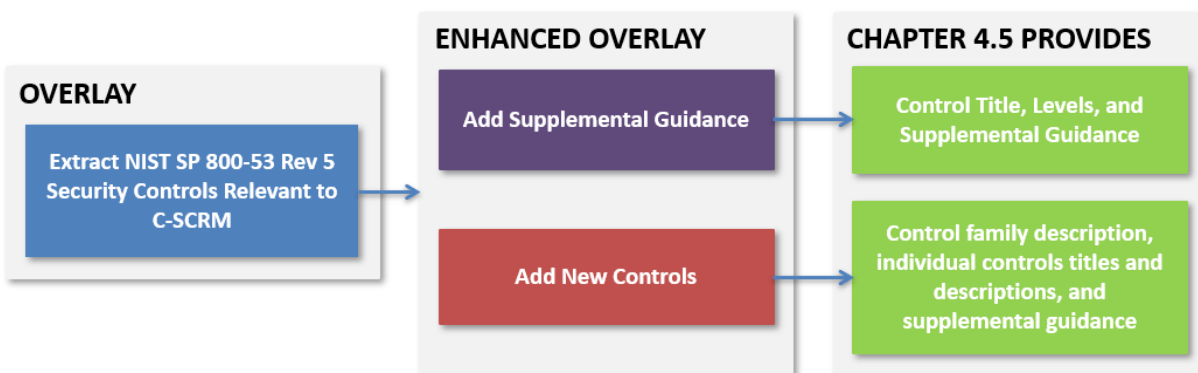 OVERLAY
Extract NIST SP 800-53 Rev 5
Security Controls Relevant to
C-SCRM
ENHANCED OVERLAY
Add Supplemental Guidance
Add New Controls
CHAPTER 4.5 PROVIDES
Control Title, Levels, and
Supplemental Guidance
Control family description,
individual controls titles and
descriptions, and
supplemental guidance